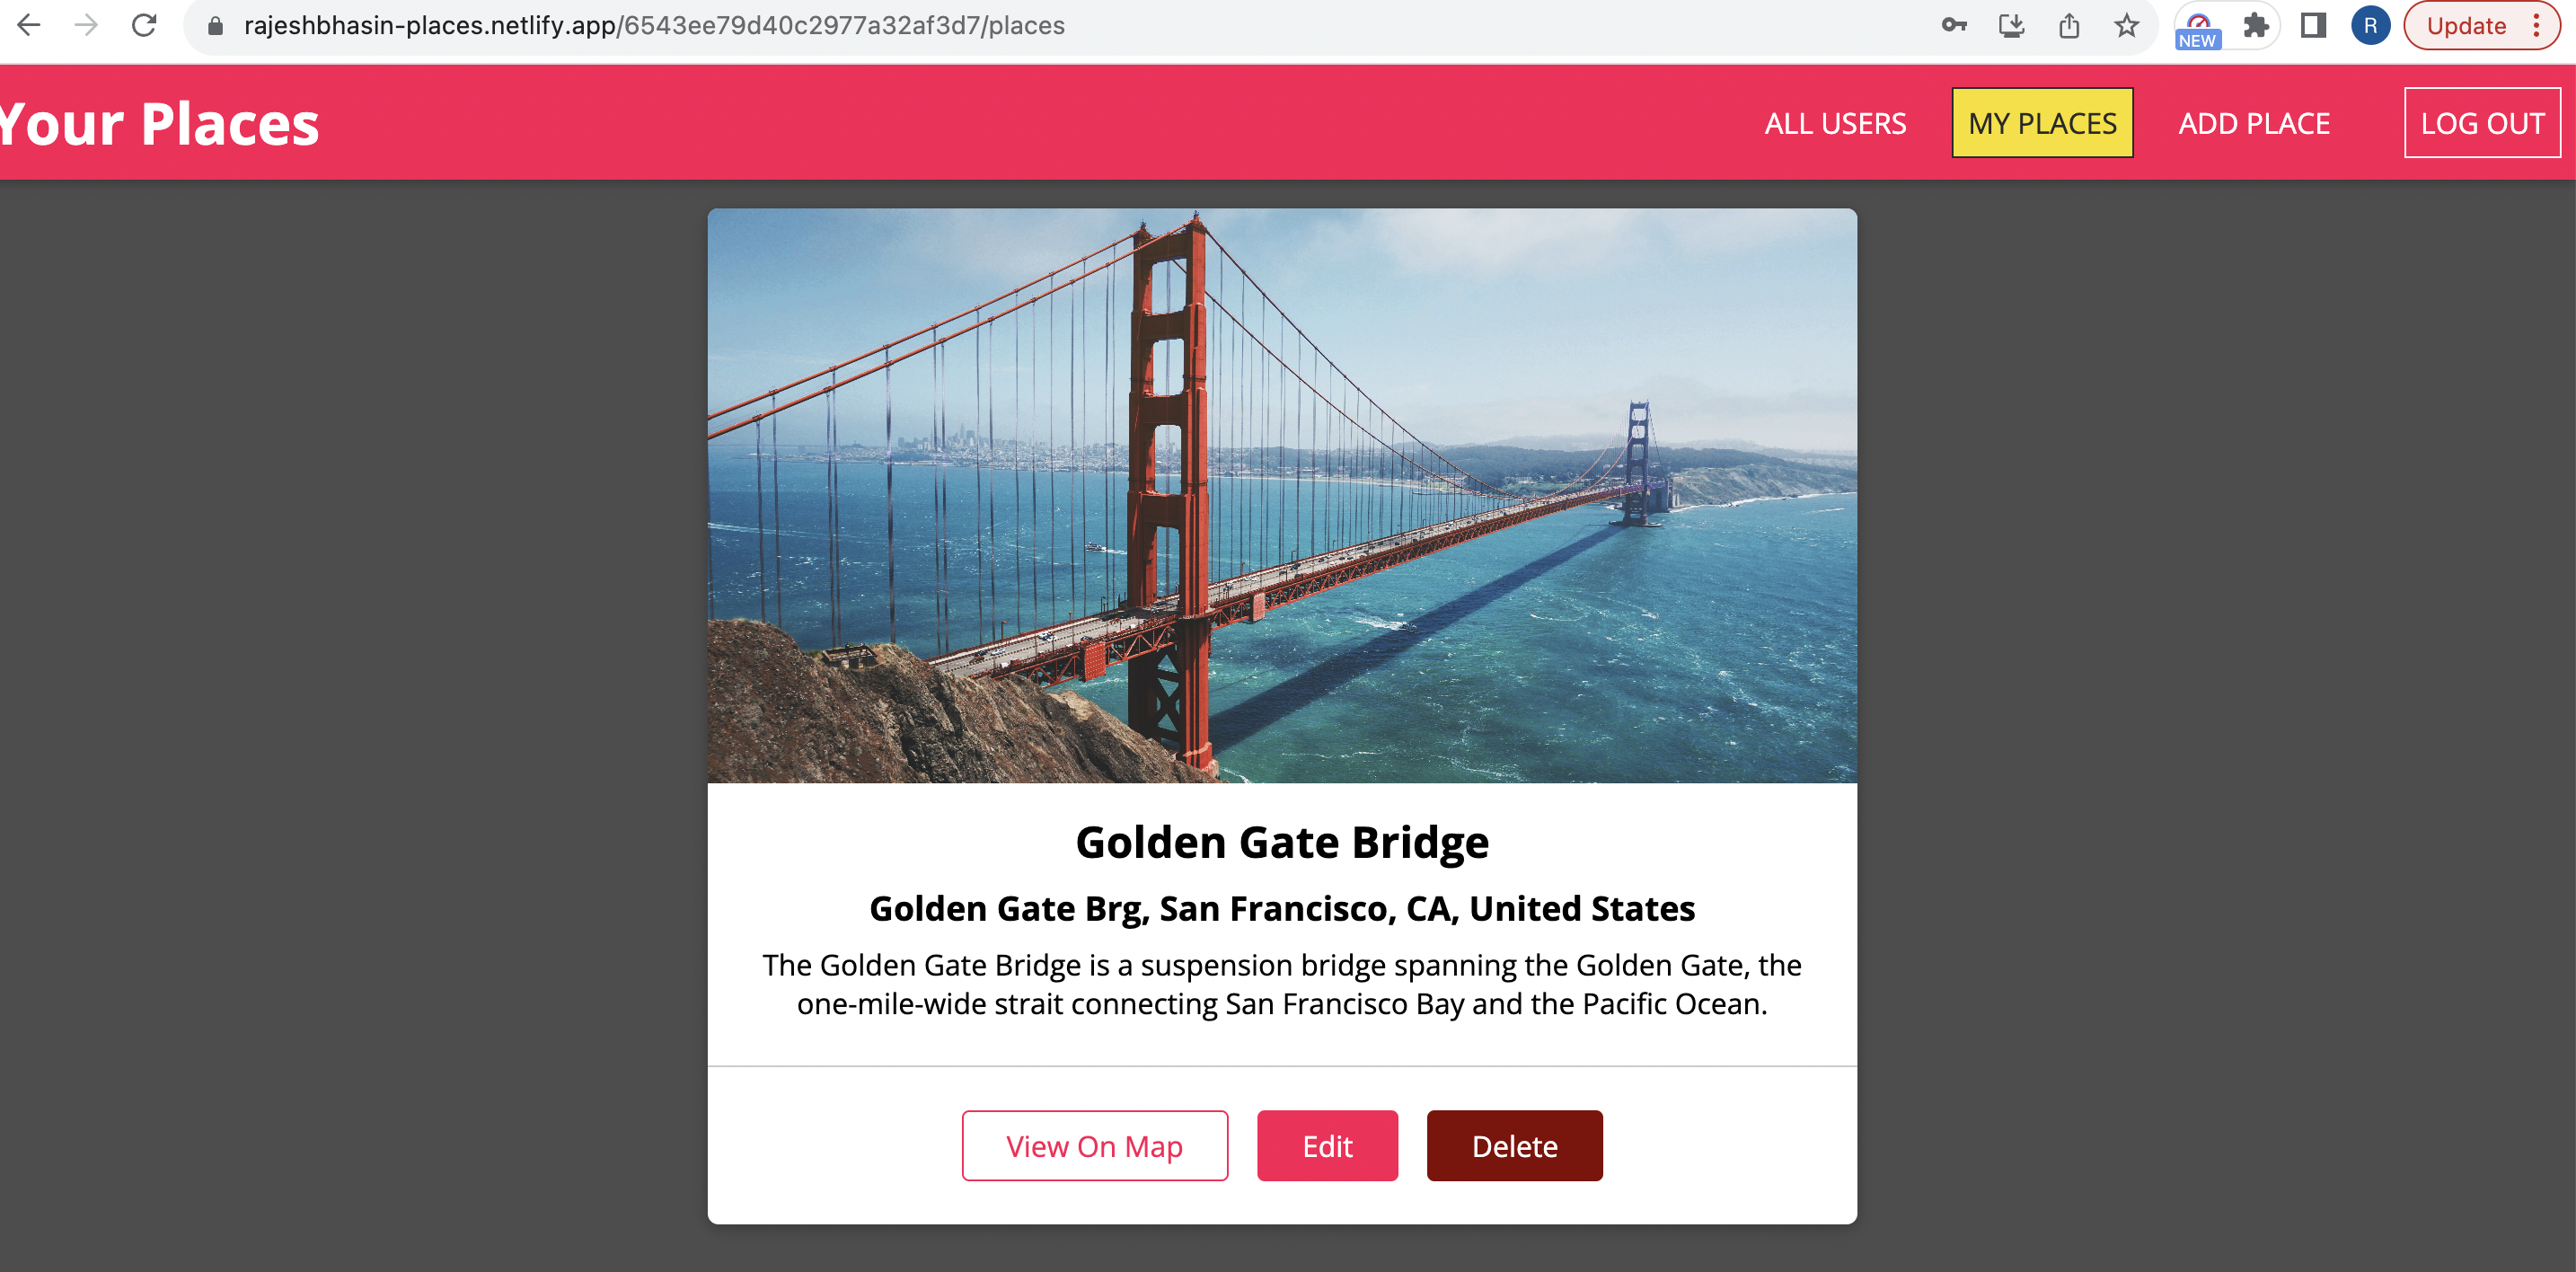 rajeshbhasin-places.netlify.app/6543ee79d40c2977a32af3d7/places
NEW
R
Update
Your Places
ALL USERS
MY PLACES
ADD PLACE
LOG OUT
Golden Gate Bridge
Golden Gate Brg, San Francisco, CA, United States
The Golden Gate Bridge is a suspension bridge spanning the Golden Gate, the
one-mile-wide strait connecting San Francisco Bay and the Pacific Ocean.
View On Map
Edit
Delete